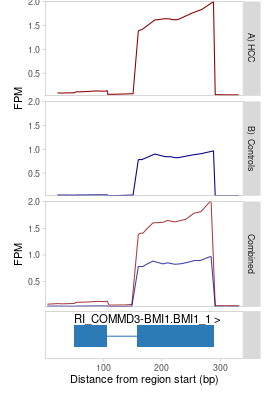 2.0
1.5
1.0
0.5
A) HCC
FPM
2.0
1.5
1.0
0.5
B) Controls
2.0
1.5
1.0
0.5
Combined
FPM
RI_COMMD3-BMI1.BMI1_1 >
100
200
300
Distance from region start (bp)